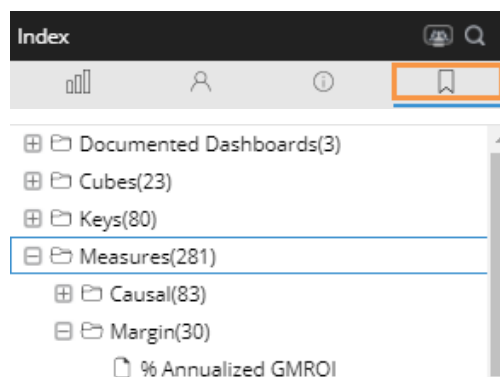 Index
Documented Dashboards(3)
Cubes(23)
Keys(80)
Measures(281)
Causal(83)
Margin(30)
% Annualized GMROI